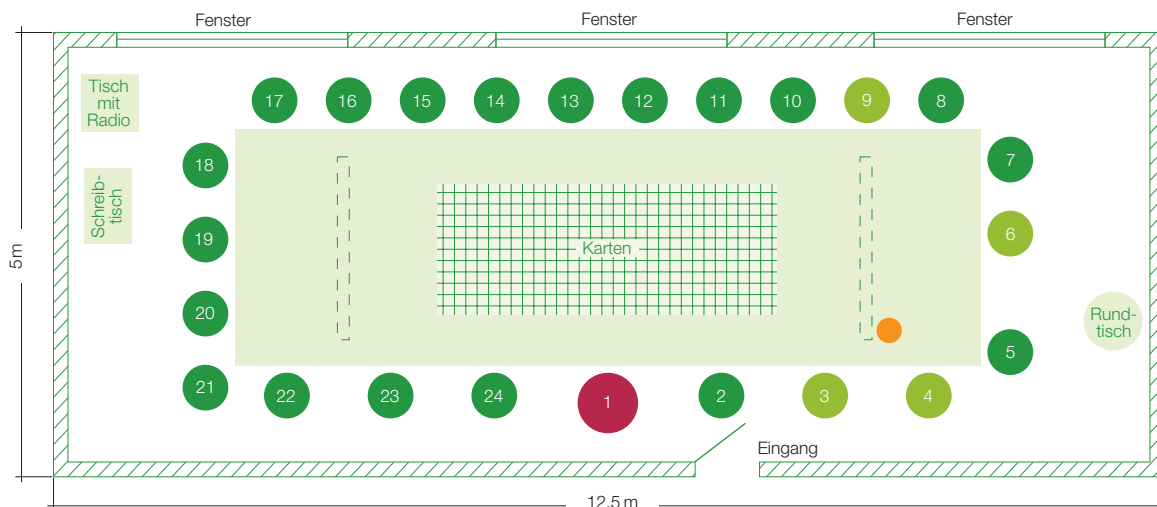 Fenster
Fenster
Fenster
Tisch
mit
Radio
17
16
15
14
13
12
11
10
9
8
18
7
Schreib-
tisch
19
6
Karten
5 m
20
Rund-
tisch
5
21
22
23
24
1
2
3
4
Eingang
12,5 m